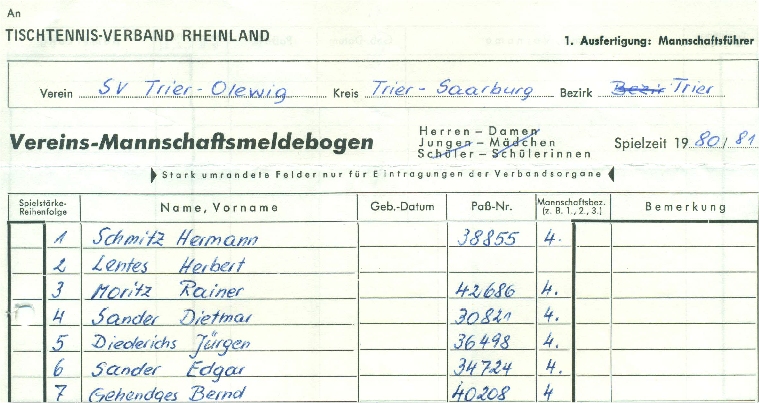 An
TISCHTENNIS-VERBAND RHEINLAND
1. Ausfertigung: Mannschaftsführer
Verein SV Trier-Olewig Kreis Trier-Saarburg Bezirk Bezir Trier
Vereins-Mannschaftsmeldebogen
Herren – Damen
Jungen – Mädchen
Schüler – Schülerinnen
Spielzeit 19 80/81
Stark umrandete Felder nur für Eintragungen der Verbandsorgane
Spielstärke-Reihenfolge Name, Vorname Geb.-Datum Paß-Nr. Mannschaftsbez. (z. B. 1., 2., 3.) Bemerkung
1 Schmitz Hermann 38855 4.
2 Lentes Herbert
3 Moritz Rainer 42686 4.
4 Sander Dietmar 30821 4.
5 Diederichs Jürgen 36498 4.
6 Sander Edgar 34724 4.
7 Gehendges Bernd 40208 4